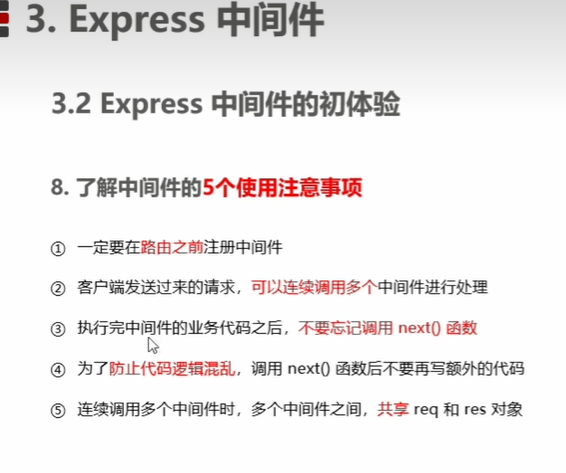 3. Express 中间件
3.2 Express 中间件的初体验
8. 了解中间件的5个使用注意事项
① 一定要在路由之前注册中间件
② 客户端发送过来的请求，可以连续调用多个中间件进行处理
③ 执行完中间件的业务代码之后，不要忘记调用 next() 函数
④ 为了防止代码逻辑混乱，调用 next() 函数后不要再写额外的代码
⑤ 连续调用多个中间件时，多个中间件之间，共享 req 和 res 对象